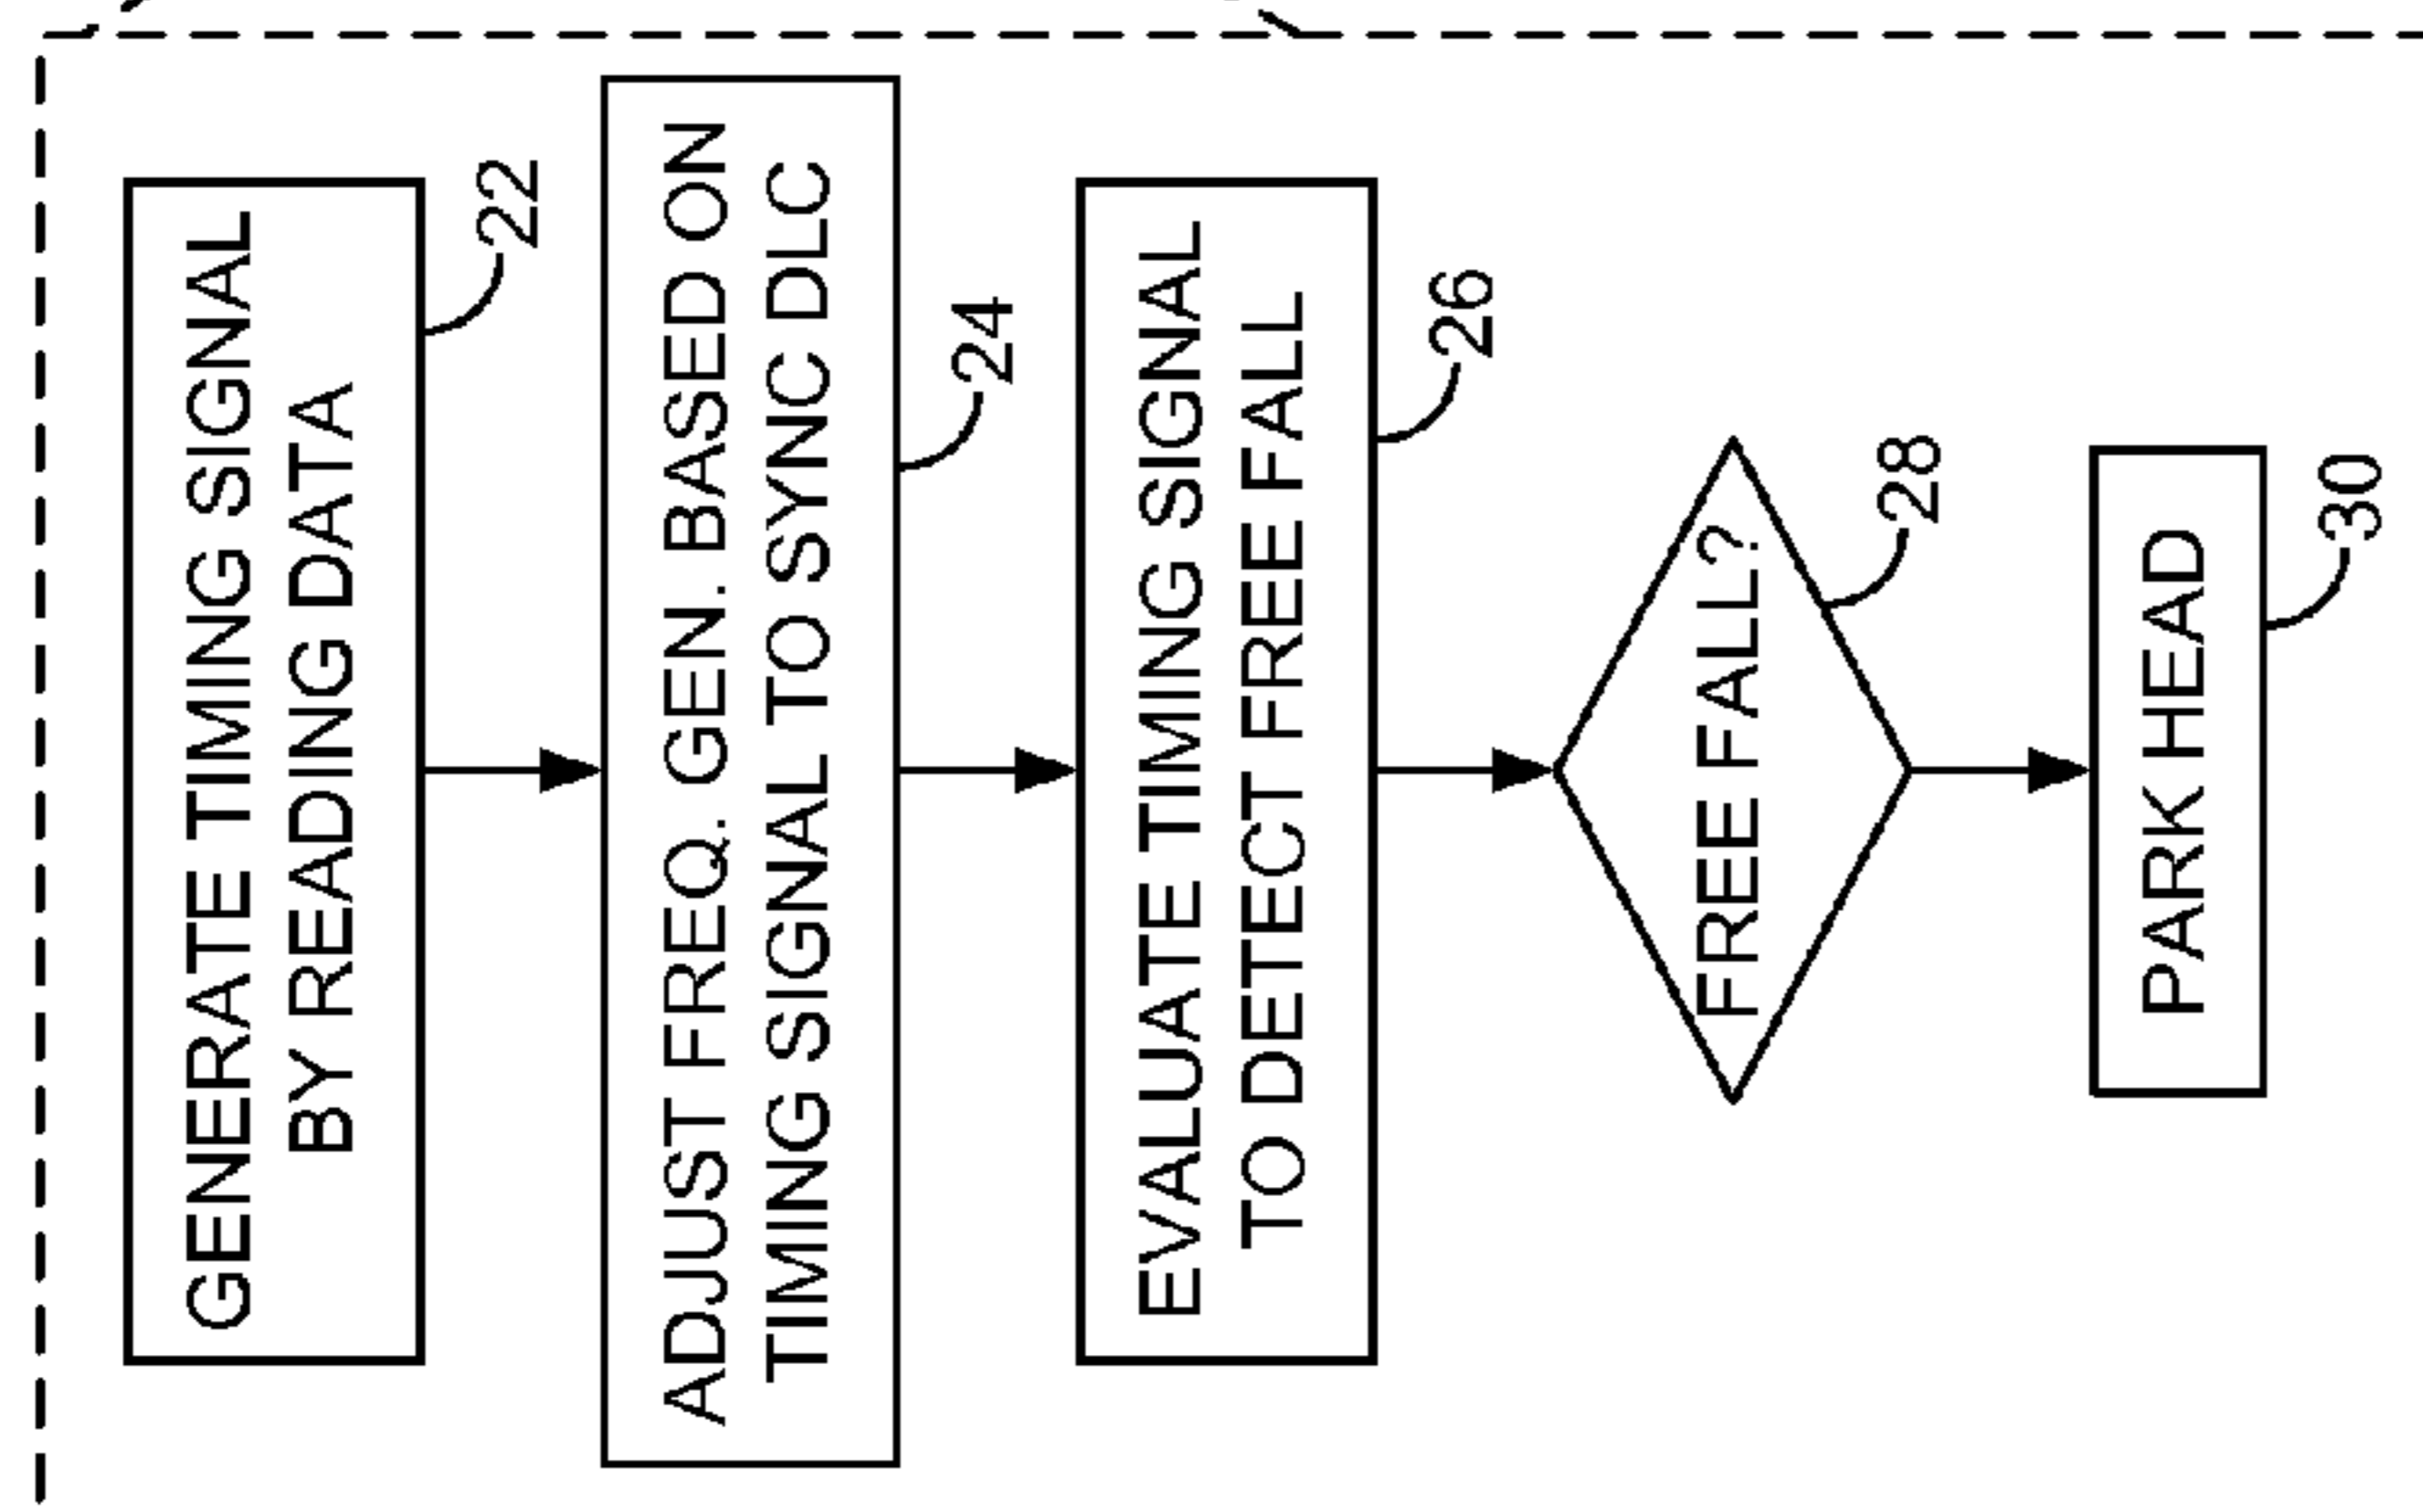 GENERATE TIMING SIGNAL
BY READING DATA
22
ADJUST FREQ. GEN. BASED ON
TIMING SIGNAL TO SYNC DLC
24
EVALUATE TIMING SIGNAL
TO DETECT FREE FALL
26
FREE FALL?
28
PARK HEAD
30